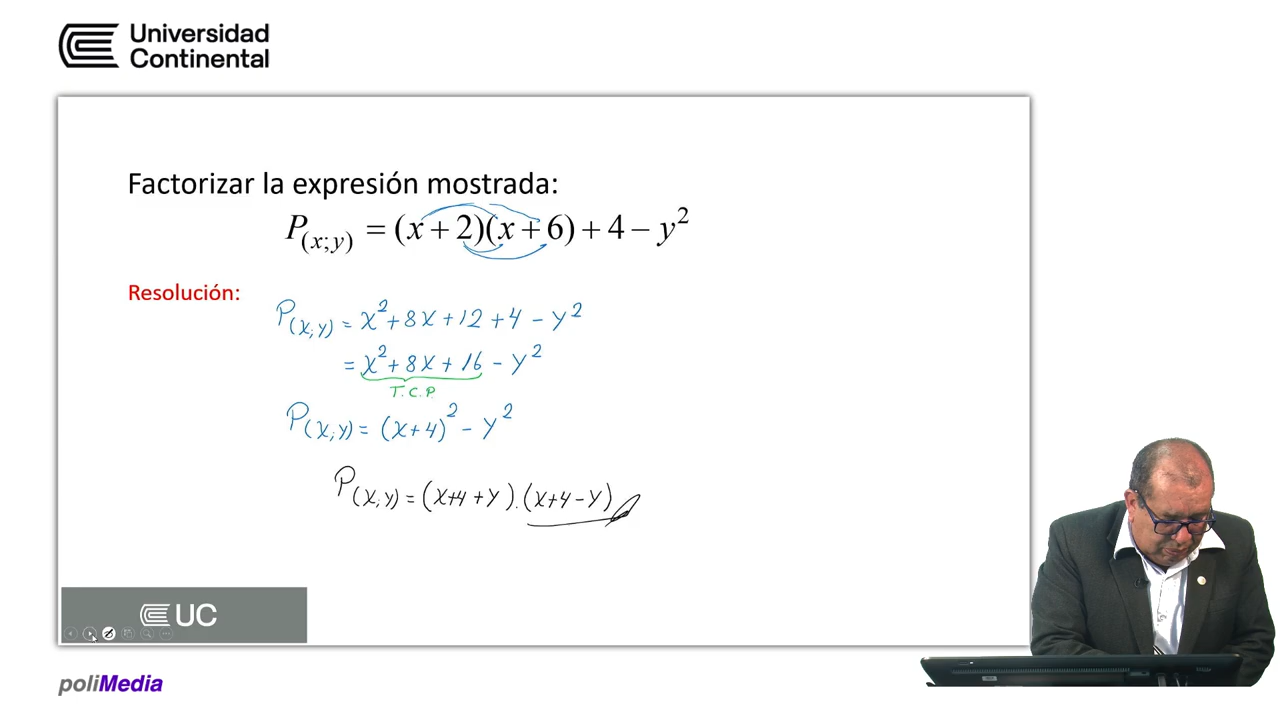 Universidad
Continental
Factorizar la expresión mostrada:
P(x;y) = (x + 2)(x + 6) + 4 − y²
Resolución:
P(x;y) = x² + 8x + 12 + 4 − y²
= x² + 8x + 16 − y²
T.C.P
P(x;y) = (x+4)² − y²
P(x;y) = (x+4+y).(x+4−y)
UC
poliMedia